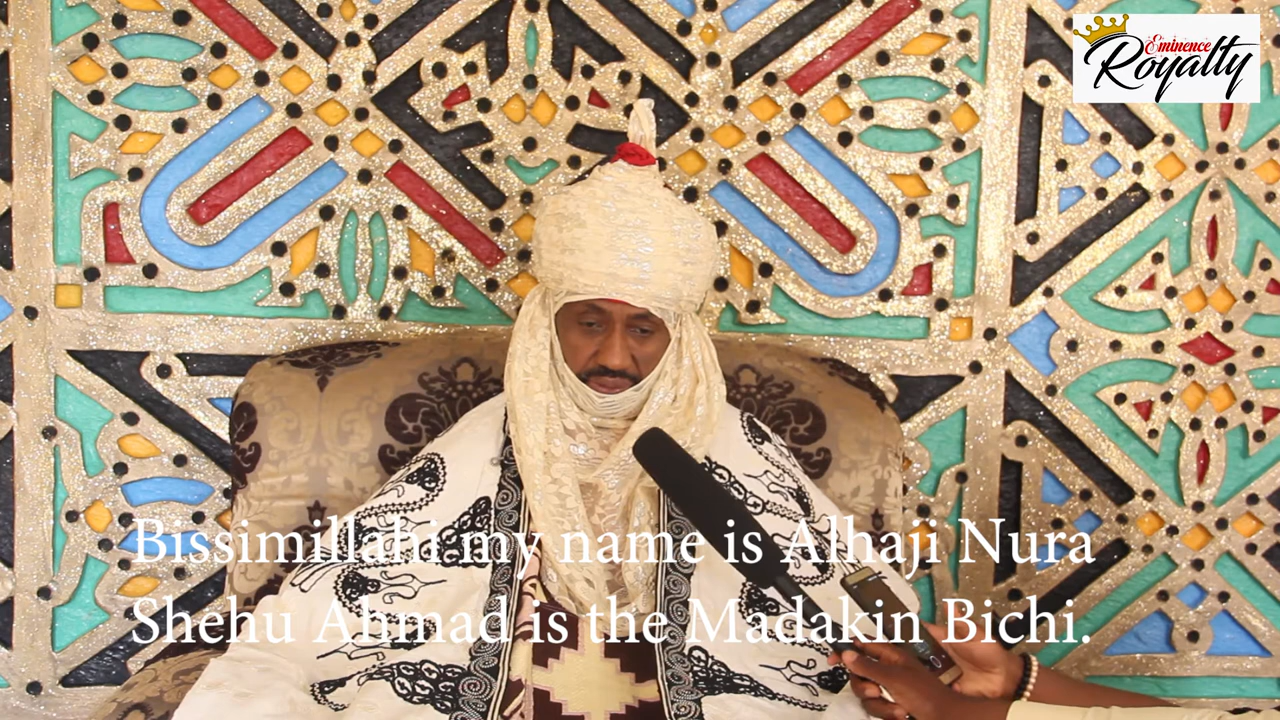 Eminence
Royalty
Bissimillahi my name is Alhaji Nura
Shehu Ahmad is the Madakin Bichi.